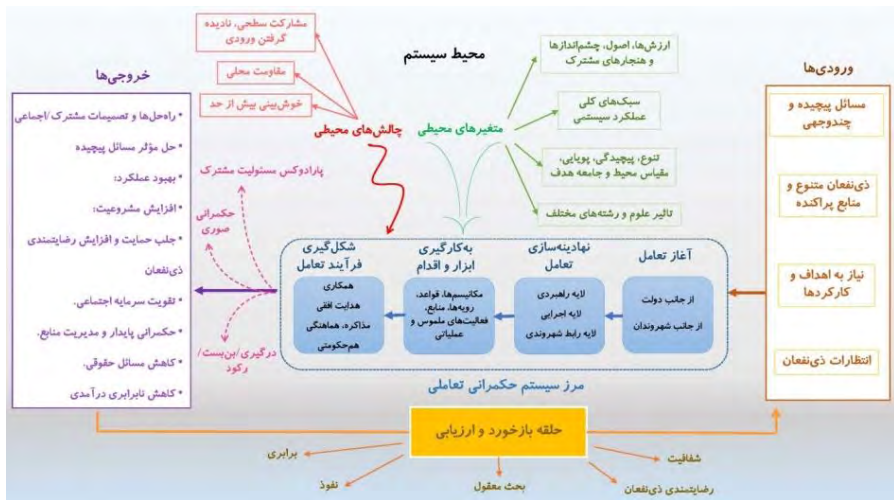 محیط سیستم
ورودی‌ها
مسائل پیچیده و
چندوجهی
ذی‌نفعان متنوع و
منابع پراکنده
نیاز به اهداف و
کارکردها
انتظارات ذی‌نفعان
ارزش‌ها، اصول، چشم‌اندازها
و هنجارهای مشترک
سبک‌های کلی
عملکرد سیستمی
تنوع، پیچیدگی، پویایی،
مقیاس محیط و جامعه هدف
تاثیر علوم و رشته‌های مختلف
متغیرهای محیطی
چالش‌های محیطی
مشارکت سطحی، نادیده
گرفتن ورودی
مقاومت محلی
خوش‌بینی بیش از حد
آغاز تعامل
از جانب دولت
از جانب شهروندان
نهادینه‌سازی
تعامل
لایه راهبردی
لایه اجرایی
لایه رابط شهروندی
به‌کارگیری
ابزار و اقدام
مکانیسم‌ها، قواعد،
رویه‌ها، منابع،
فعالیت‌های ملموس و
عملیاتی
شکل‌گیری
فرآیند تعامل
همکاری
هدایت افقی
مذاکره، هماهنگی
هم‌حکومتی
مرز سیستم حکمرانی تعاملی
پارادوکس مسئولیت مشترک
حکمرانی
صوری
درگیری/بن‌بست/
رکود
خروجی‌ها
• راه‌حل‌ها و تصمیمات مشترک/اجماعی
• حل مؤثر مسائل پیچیده
• بهبود عملکرد؛
• افزایش مشروعیت؛
• جلب حمایت و افزایش رضایتمندی
ذی‌نفعان
• تقویت سرمایه اجتماعی.
• حکمرانی پایدار و مدیریت منابع.
• کاهش مسائل حقوقی.
• کاهش نابرابری درآمدی
حلقه بازخورد و ارزیابی
شفافیت
رضایتمندی ذی‌نفعان
بحث معقول
نفوذ
برابری